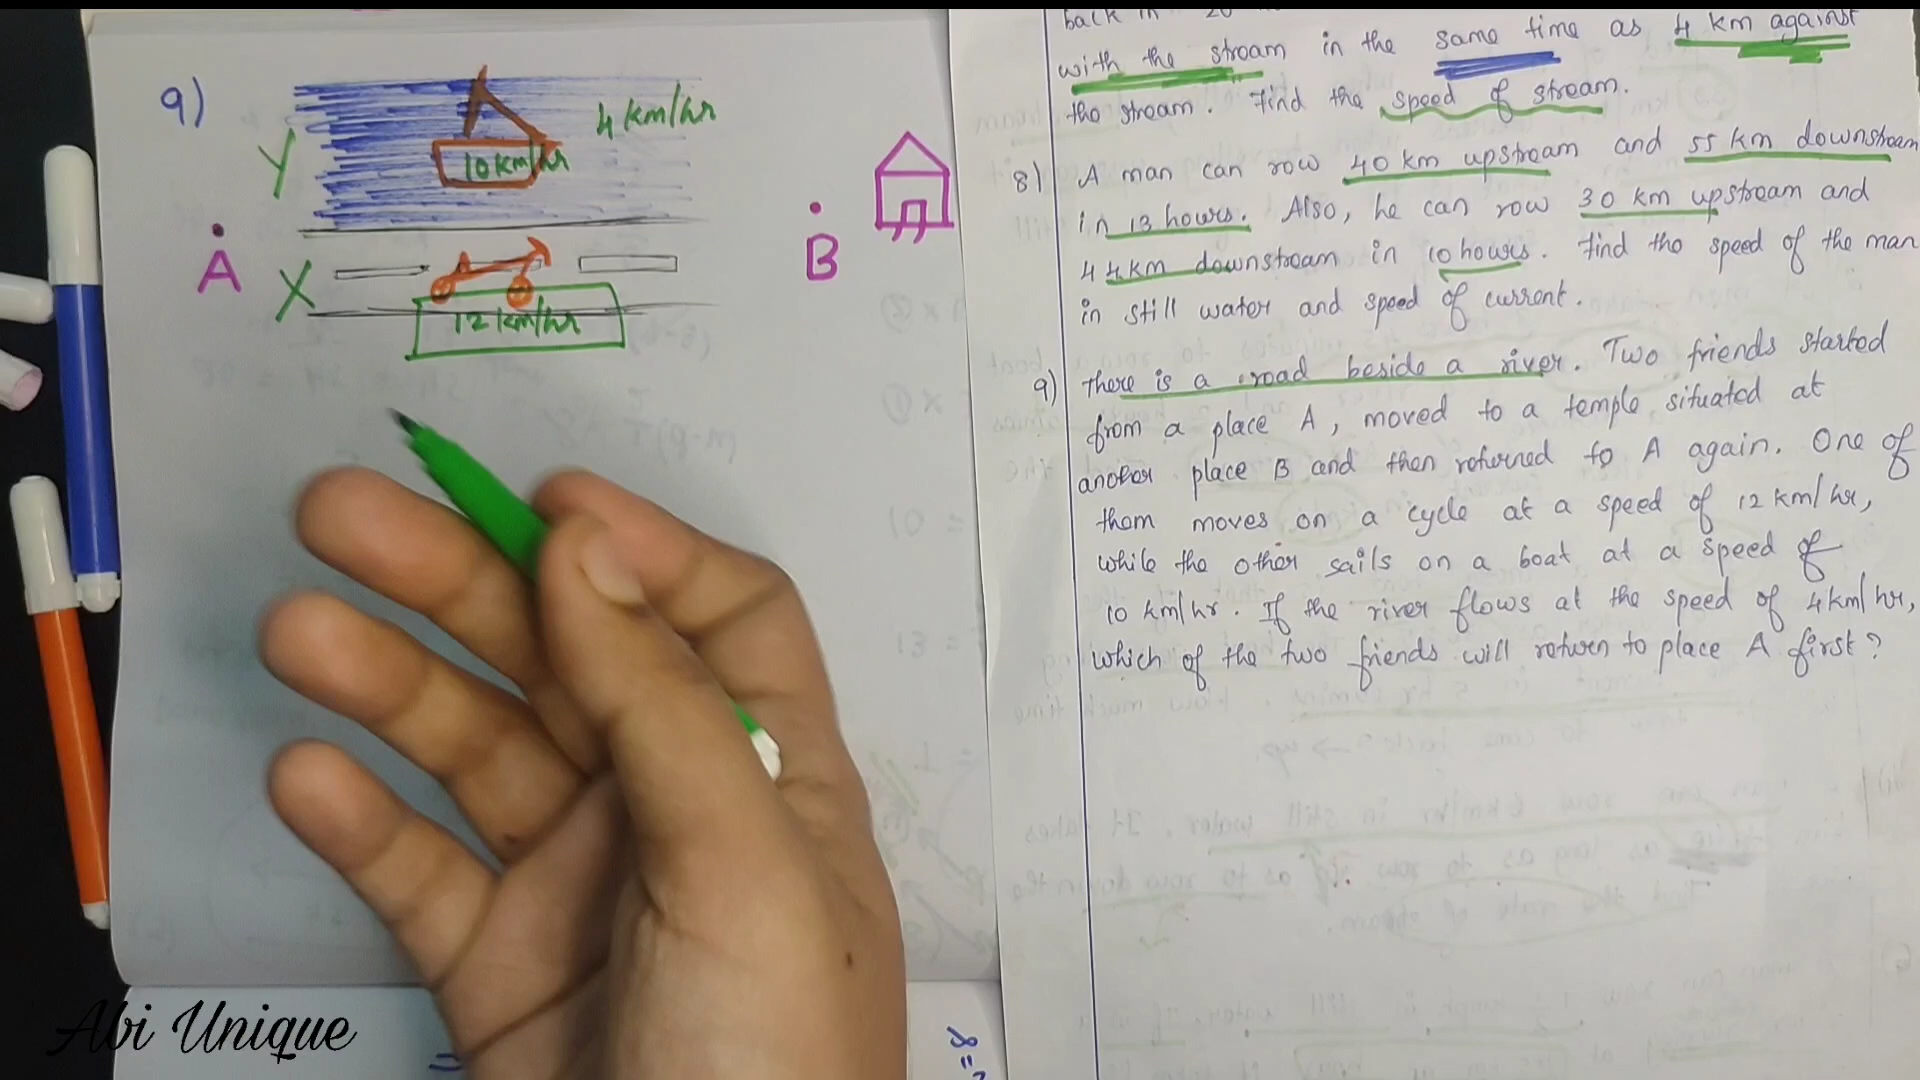 9)
Y
4 km/hr
10 km/hr
A
B
X
12 km/hr
back in 20
with the stream in the same time as 4 km against
the stream. Find the speed of stream.
8) A man can row 40 km upstream and 55 km downstream
in 13 hours. Also, he can row 30 km upstream and
44km downstream in 10 hours. find the speed of the man
in still water and speed of current.
9) there is a road beside a river. Two friends started
from a place A, moved to a temple situated at
another place B and then returned to A again. One of
them moves on a cycle at a speed of 12 km/hr,
while the other sails on a boat at a speed of
10 km/hr. If the river flows at the speed of 4km/hr,
which of the two friends will return to place A first?
Abi Unique